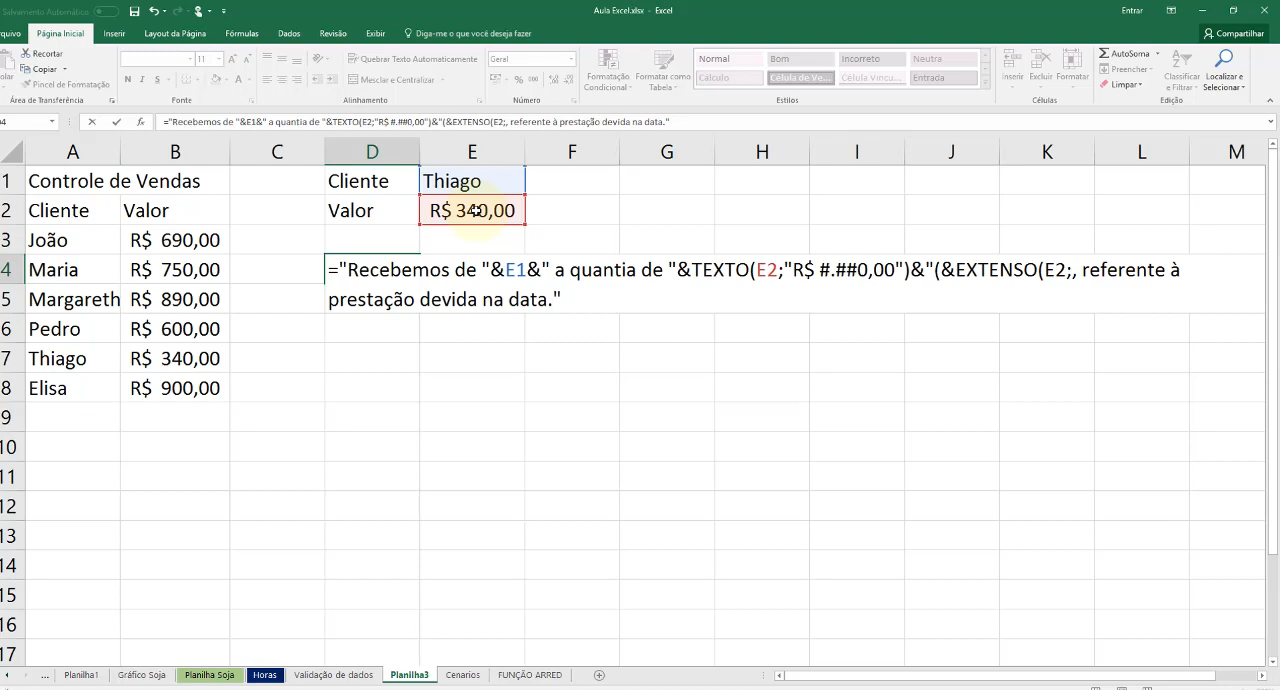 Salvamento Automático
Aula Excel.xlsx - Excel
Entrar
Página Inicial Inserir Layout da Página Fórmulas Dados Revisão Exibir Diga-me o que você deseja fazer Compartilhar
Recortar
Copiar
Pincel de Formatação
Área de Transferência
11
N I S
Fonte
Quebrar Texto Automaticamente
Mesclar e Centralizar
Alinhamento
Geral
% 000
Número
Formatação Condicional
Formatar como Tabela
Normal Bom Incorreto Neutra
Cálculo Célula de Ve... Célula Vincu... Entrada
Estilos
Inserir Excluir Formatar
Células
AutoSoma
Preencher
Limpar
Classificar e Filtrar
Localizar e Selecionar
Edição
="Recebemos de "&E1&" a quantia de "&TEXTO(E2;"R$ #.##0,00")&"(&EXTENSO(E2;, referente à prestação devida na data."
A B C D E F G H I J K L M
1 Controle de Vendas Cliente Thiago
2 Cliente Valor Valor R$ 340,00
3 João R$ 690,00
4 Maria R$ 750,00 ="Recebemos de "&E1&" a quantia de "&TEXTO(E2;"R$ #.##0,00")&"(&EXTENSO(E2;, referente à
5 Margareth R$ 890,00 prestação devida na data."
6 Pedro R$ 600,00
7 Thiago R$ 340,00
8 Elisa R$ 900,00
9
10
11
12
13
14
15
16
17
... Planilha1 Gráfico Soja Planilha Soja Horas Validação de dados Planilha3 Cenarios FUNÇÃO ARRED